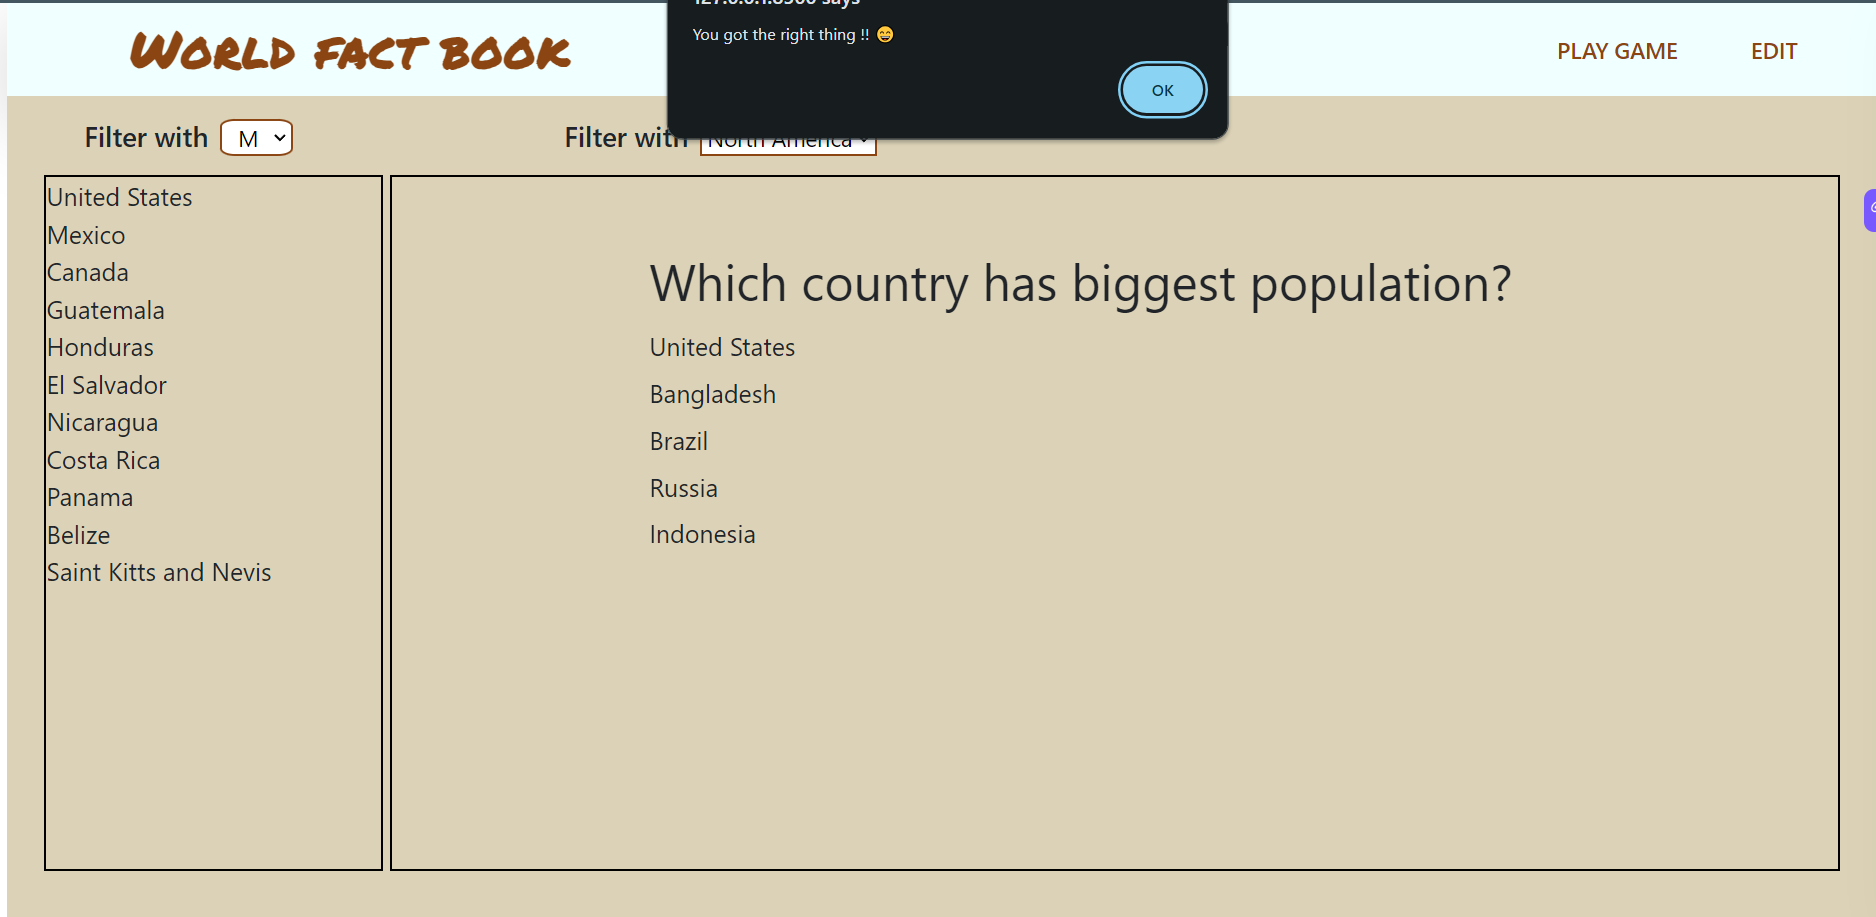 says
You got the right thing !! 😄
OK
World fact book
PLAY GAME
EDIT
Filter with M
Filter with North America
United States
Mexico
Canada
Guatemala
Honduras
El Salvador
Nicaragua
Costa Rica
Panama
Belize
Saint Kitts and Nevis
Which country has biggest population?
United States
Bangladesh
Brazil
Russia
Indonesia